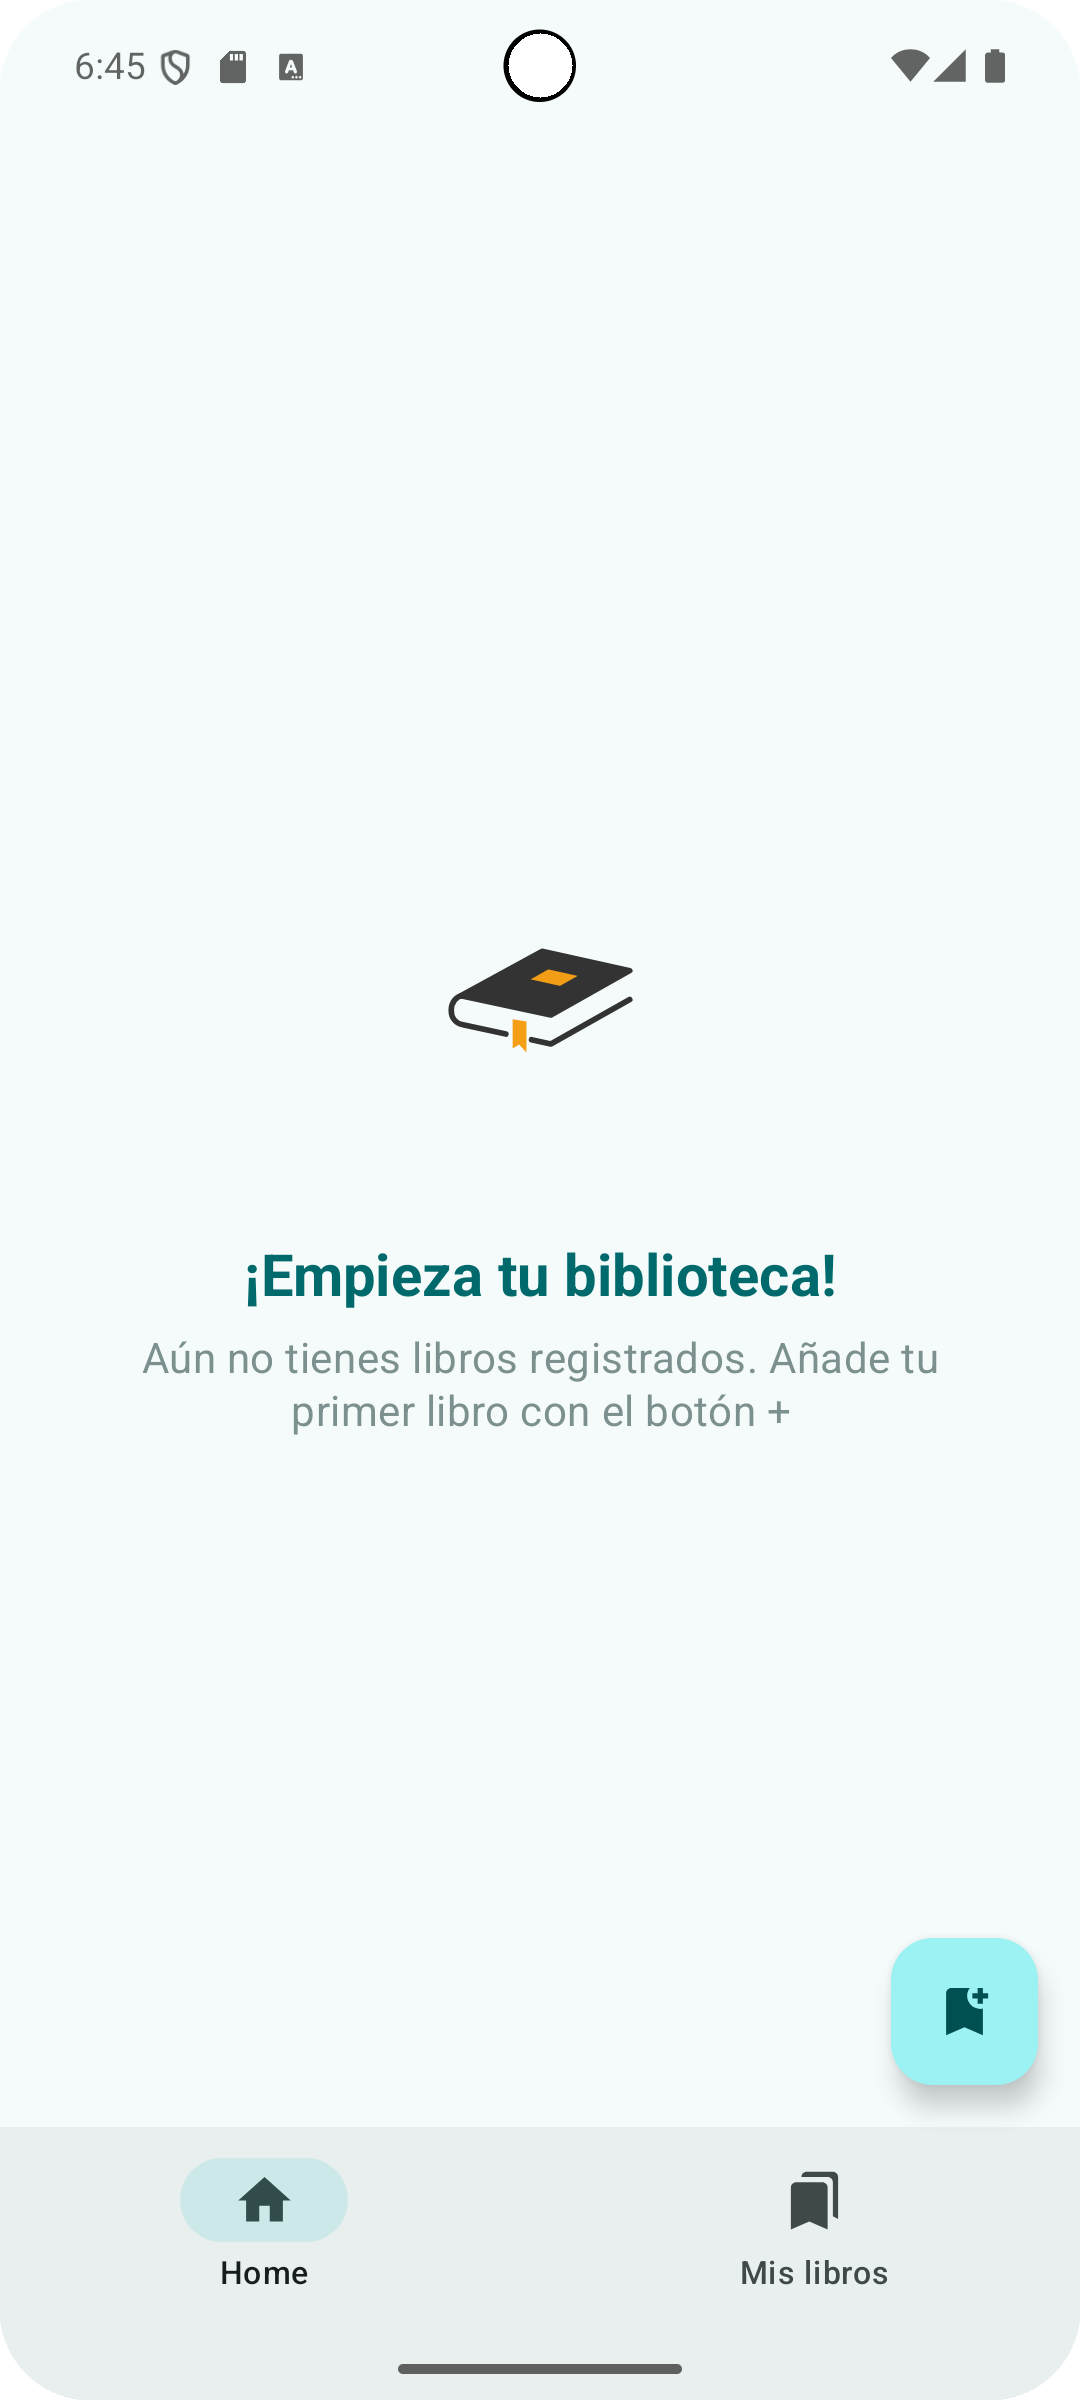 6:45
¡Empieza tu biblioteca!
Aún no tienes libros registrados. Añade tu
primer libro con el botón +
Home
Mis libros